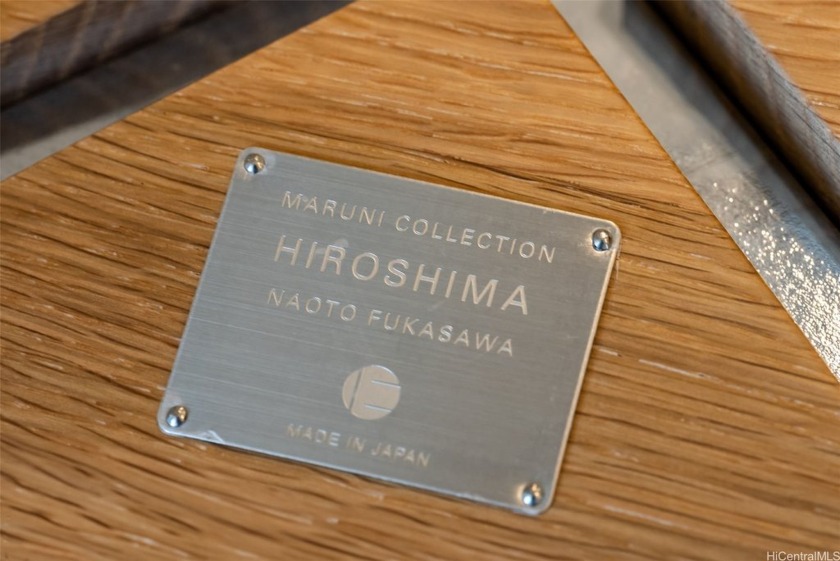 MARUNI COLLECTION
HIROSHIMA
NAOTO FUKASAWA
MADE IN JAPAN
HiCentralMLS